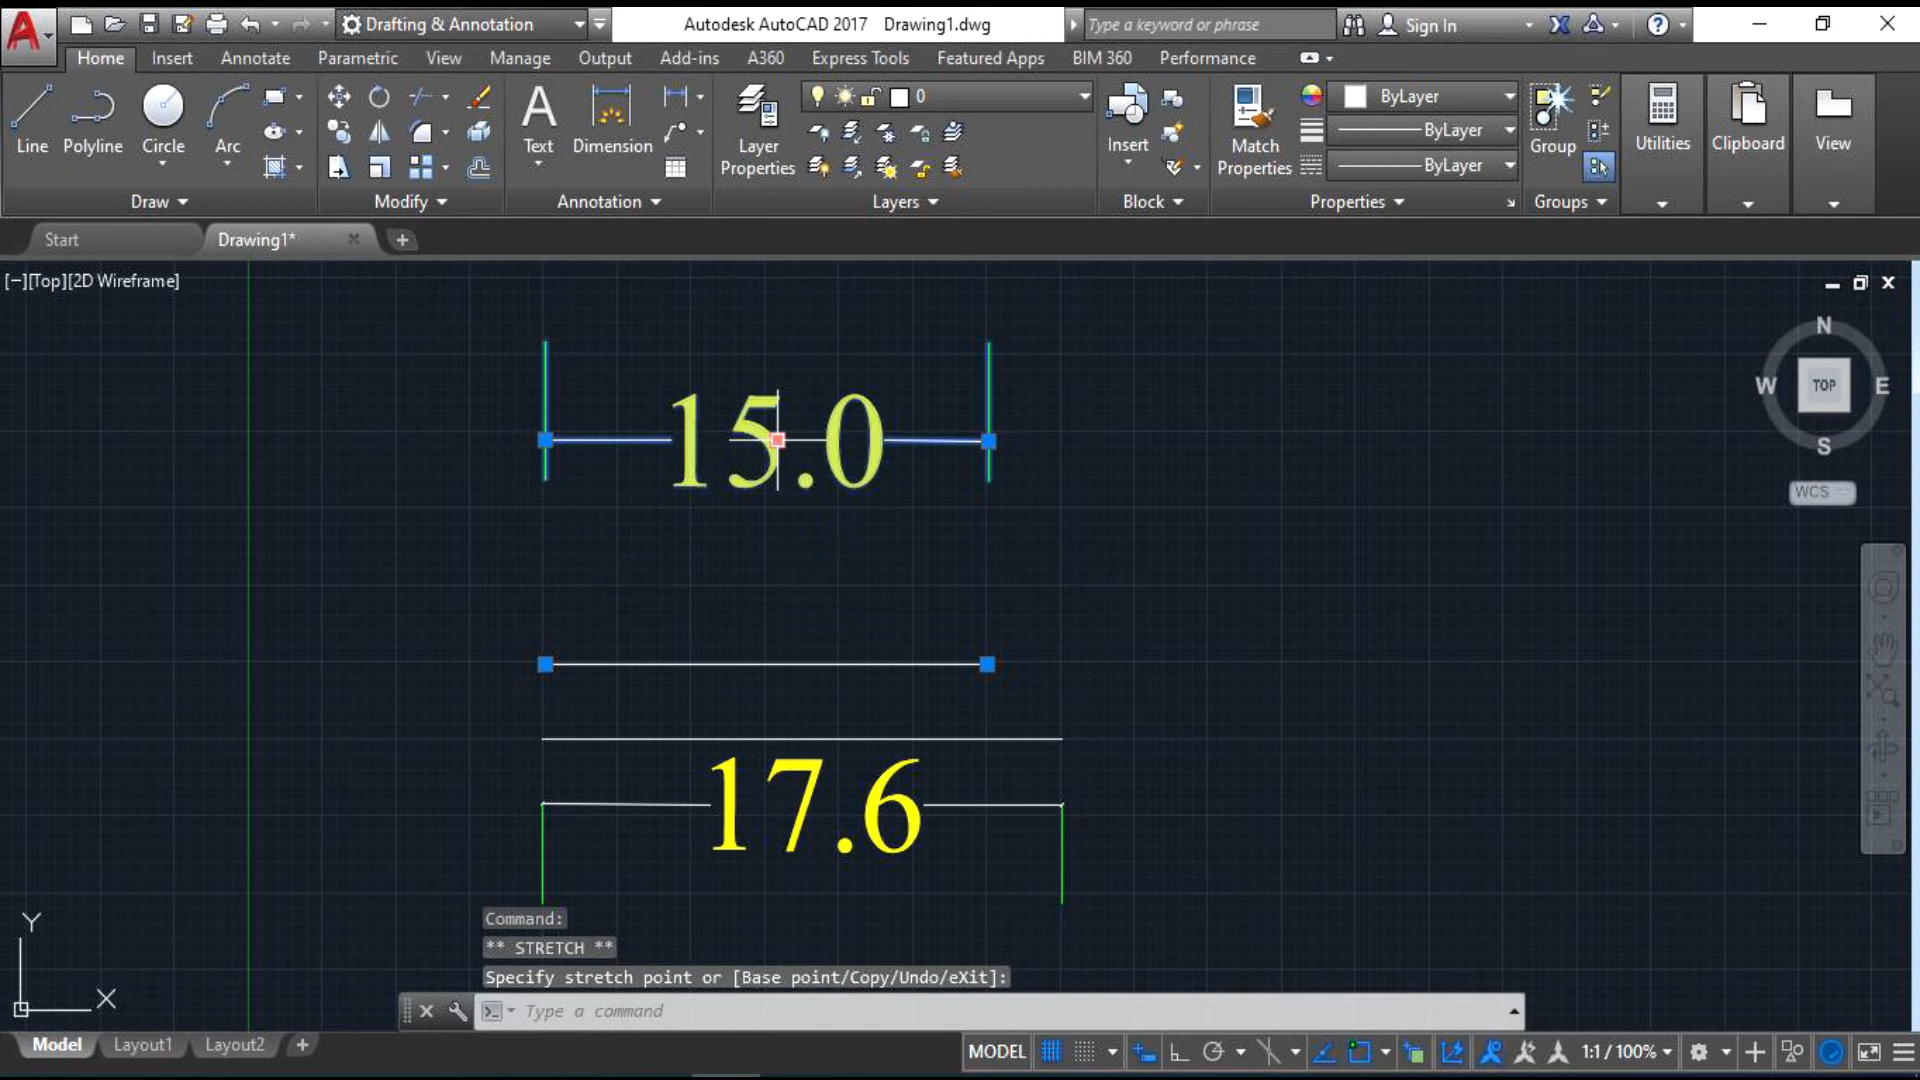 Drafting & Annotation
Autodesk AutoCAD 2017 Drawing1.dwg
Type a keyword or phrase
Sign In
Home Insert Annotate Parametric View Manage Output Add-ins A360 Express Tools Featured Apps BIM 360 Performance
0
ByLayer
ByLayer
ByLayer
Line Polyline Circle Arc
Text Dimension
Layer Properties
Insert
Match Properties
Group
Utilities
Clipboard
View
Draw Modify Annotation Layers Block Properties Groups
Start Drawing1*
[−][Top][2D Wireframe]
N
W TOP E
S
WCS
15.0
17.6
Command:
** STRETCH **
Specify stretch point or [Base point/Copy/Undo/eXit]:
Type a command
Y
X
Model Layout1 Layout2
MODEL
1:1 / 100%